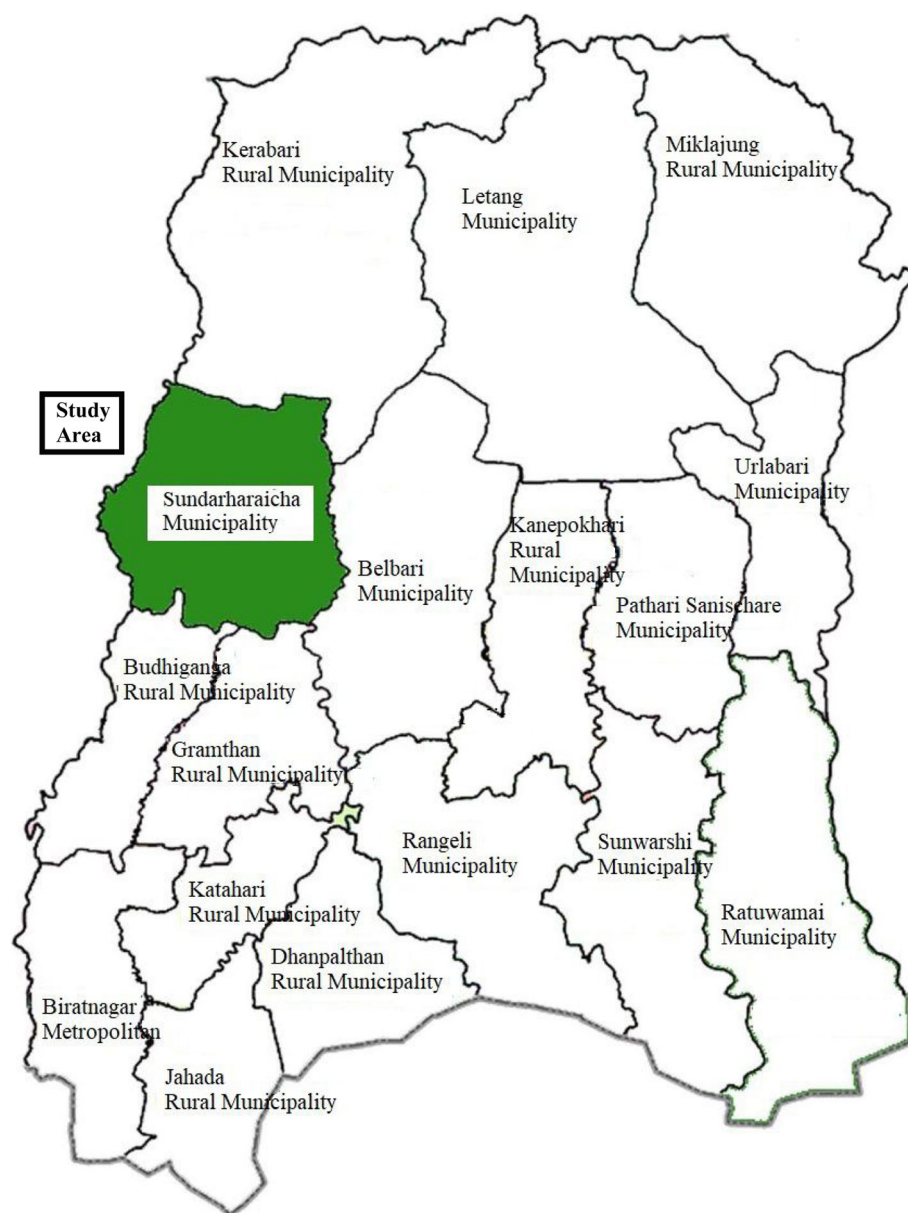 Kerabari
Rural Municipality
Letang
Municipality
Miklajung
Rural Municipality
Study
Area
Sundarharaicha
Municipality
Belbari
Municipality
Kanepokhari
Rural
Municipality
Urlabari
Municipality
Pathari Sanischare
Municipality
Budhiganga
Rural Municipality
Gramthan
Rural Municipality
Rangeli
Municipality
Sunwarshi
Municipality
Katahari
Rural Municipality
Ratuwamai
Municipality
Dhanpalthan
Rural Municipality
Biratnagar
Metropolitan
Jahada
Rural Municipality